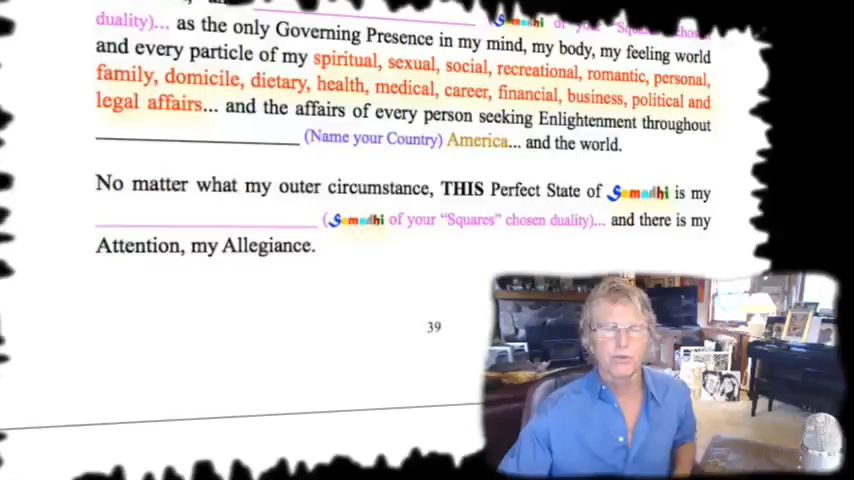 duality)... as the only Governing Presence in my mind, my body, my feeling world
and every particle of my spiritual, sexual, social, recreational, romantic, personal,
family, domicile, dietary, health, medical, career, financial, business, political and
legal affairs... and the affairs of every person seeking Enlightenment throughout
(Name your Country) America... and the world.
No matter what my outer circumstance, THIS Perfect State of Samadhi is my
(Samadhi of your “Squares” chosen duality)... and there is my
Attention, my Allegiance.
39